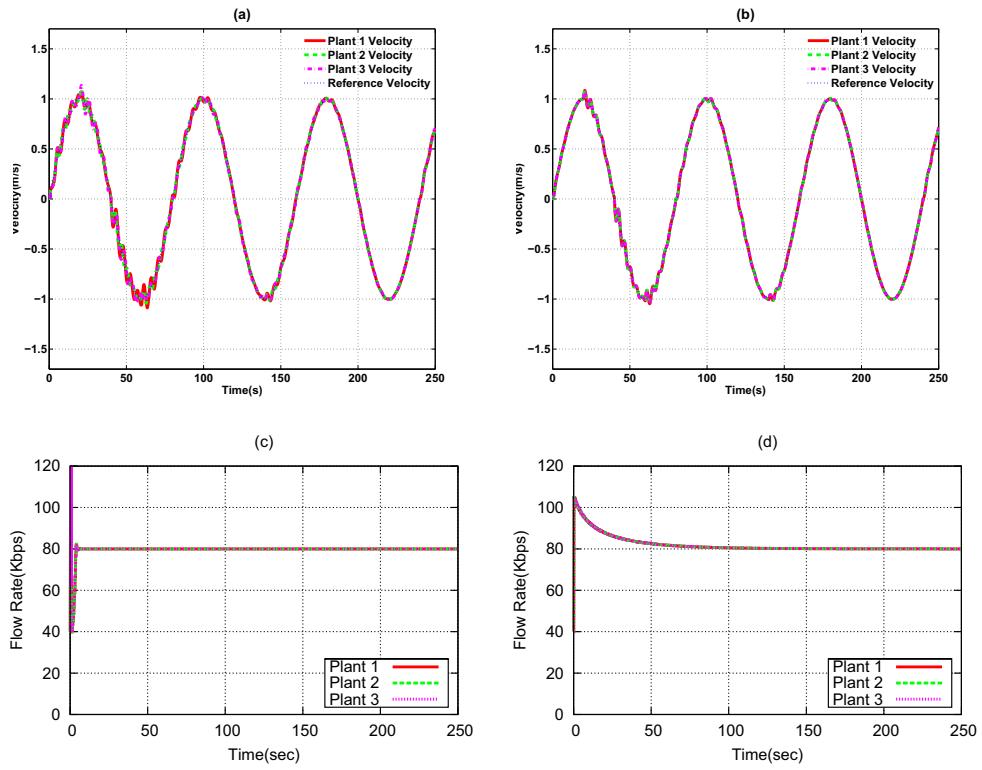 (a)
Plant 1 Velocity
Plant 2 Velocity
Plant 3 Velocity
Reference Velocity
1.5
1
0.5
0
−0.5
−1
−1.5
Velocity(m/s)
0 50 100 150 200 250
Time(s)
(b)
Plant 1 Velocity
Plant 2 Velocity
Plant 3 Velocity
Reference Velocity
1.5
1
0.5
0
−0.5
−1
−1.5
Velocity(m/s)
0 50 100 150 200 250
Time(s)
(c)
120
100
80
60
40
20
0
Flow Rate(Kbps)
Plant 1
Plant 2
Plant 3
0 50 100 150 200 250
Time(sec)
(d)
120
100
80
60
40
20
0
Flow Rate(Kbps)
Plant 1
Plant 2
Plant 3
0 50 100 150 200 250
Time(sec)